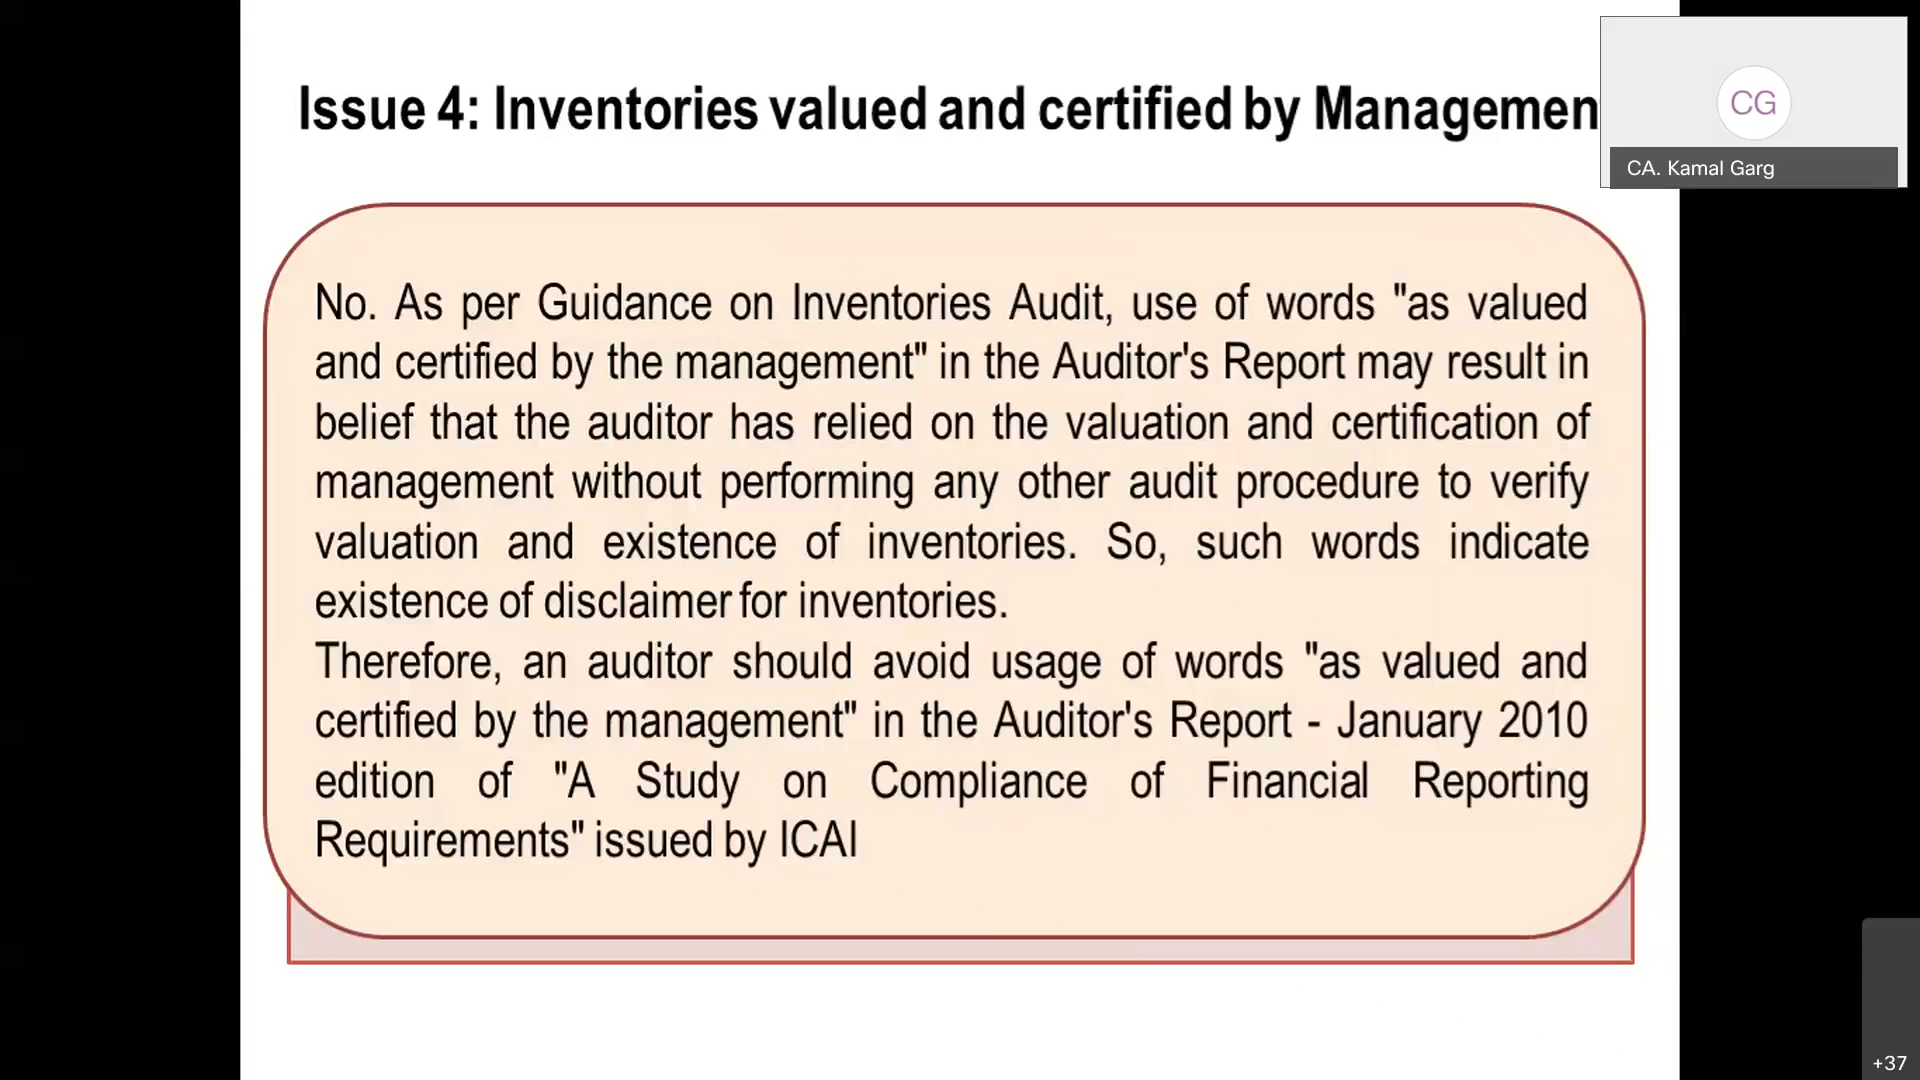 Issue 4: Inventories valued and certified by Managemen
CG
CA. Kamal Garg
No. As per Guidance on Inventories Audit, use of words "as valued
and certified by the management" in the Auditor's Report may result in
belief that the auditor has relied on the valuation and certification of
management without performing any other audit procedure to verify
valuation and existence of inventories. So, such words indicate
existence of disclaimer for inventories.
Therefore, an auditor should avoid usage of words "as valued and
certified by the management" in the Auditor's Report - January 2010
edition of "A Study on Compliance of Financial Reporting
Requirements" issued by ICAI
+37